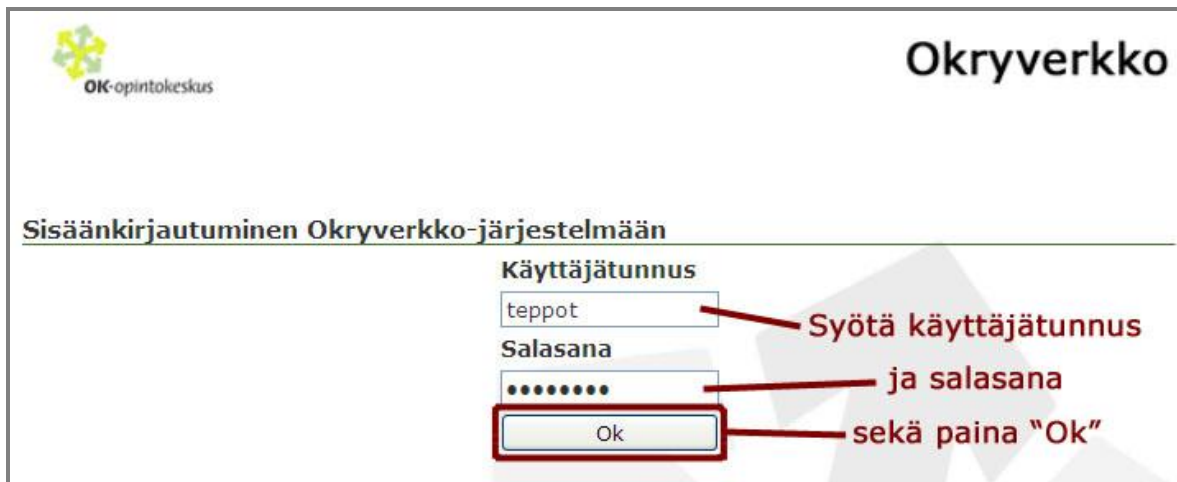 OK-opintokeskus
Okryverkko
Sisäänkirjautuminen Okryverkko-järjestelmään
Käyttäjätunnus
teppot
Syötä käyttäjätunnus
Salasana
••••••••
ja salasana
Ok
sekä paina “Ok”